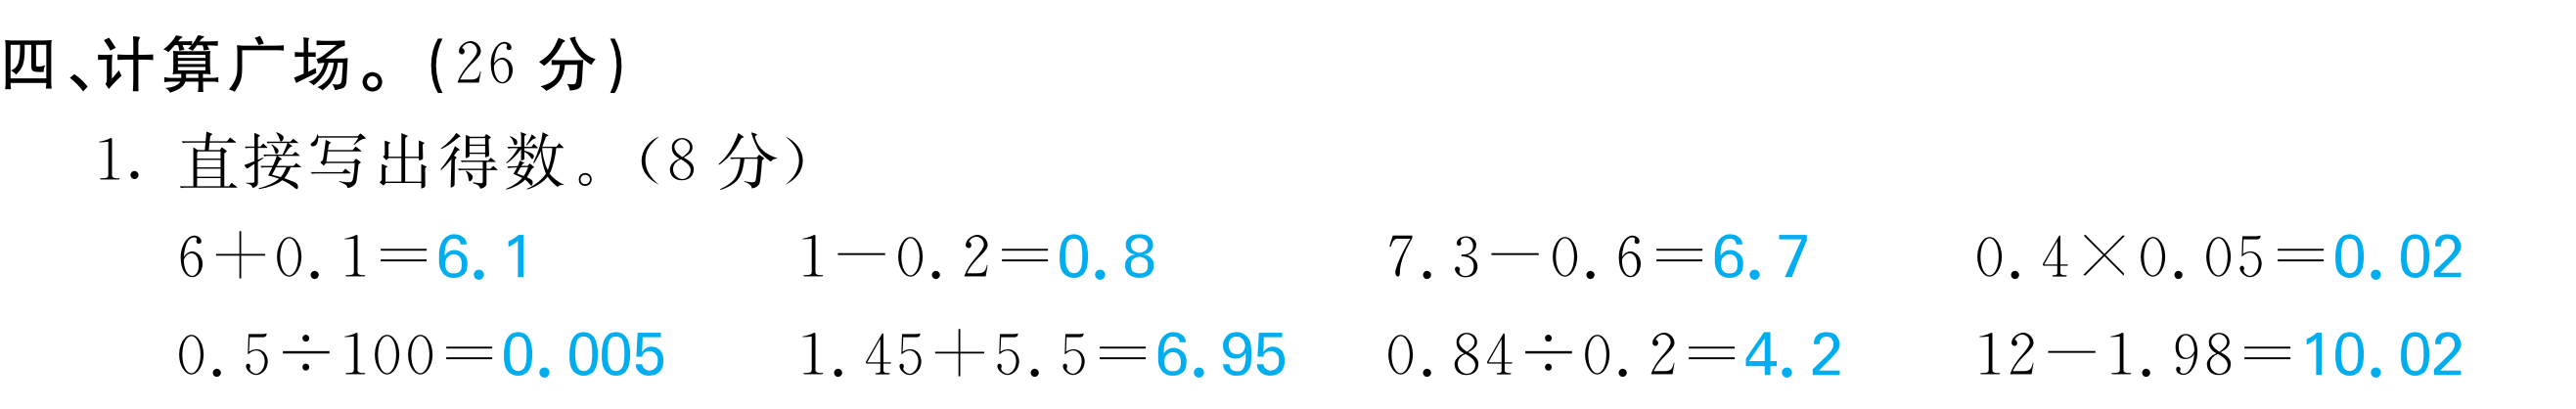 四、计算广场。(26 分)
1. 直接写出得数。(8 分)
6+0.1=6.1 1-0.2=0.8 7.3-0.6=6.7 0.4×0.05=0.02
0.5÷100=0.005 1.45+5.5=6.95 0.84÷0.2=4.2 12-1.98=10.02